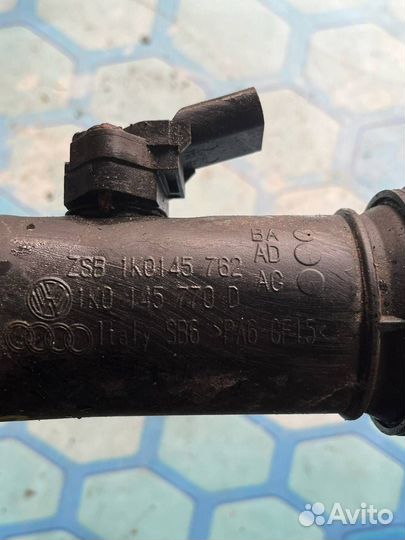 BA
AD
AG
ZSB 1K0145 762
1K0 145 770 D
Italy SB6 >PA6-GF15<
Avito